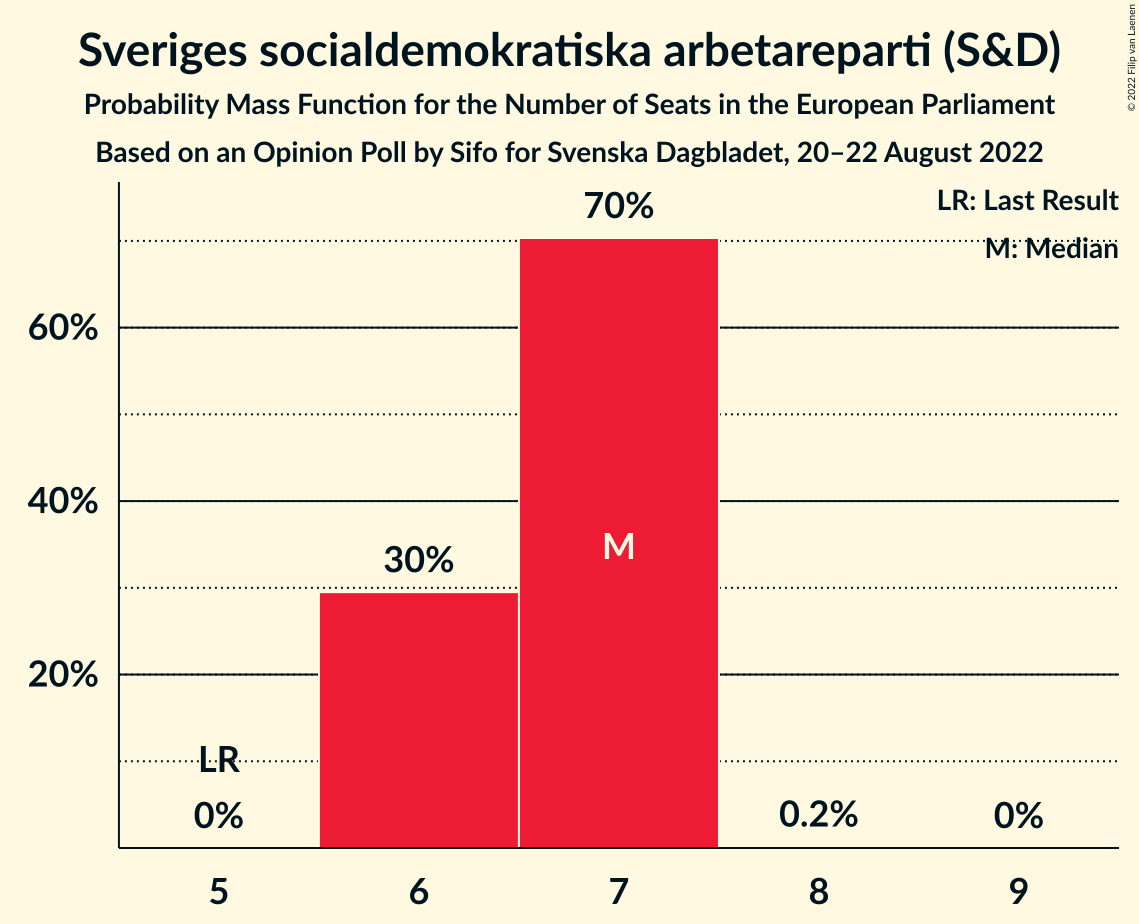 Sveriges socialdemokratiska arbetareparti (S&D)
Probability Mass Function for the Number of Seats in the European Parliament
Based on an Opinion Poll by Sifo for Svenska Dagbladet, 20–22 August 2022
© 2022 Filip van Laenen
LR: Last Result
M: Median
70%
60%
40%
30%
20%
M
LR
0%
0.2%
0%
5
6
7
8
9